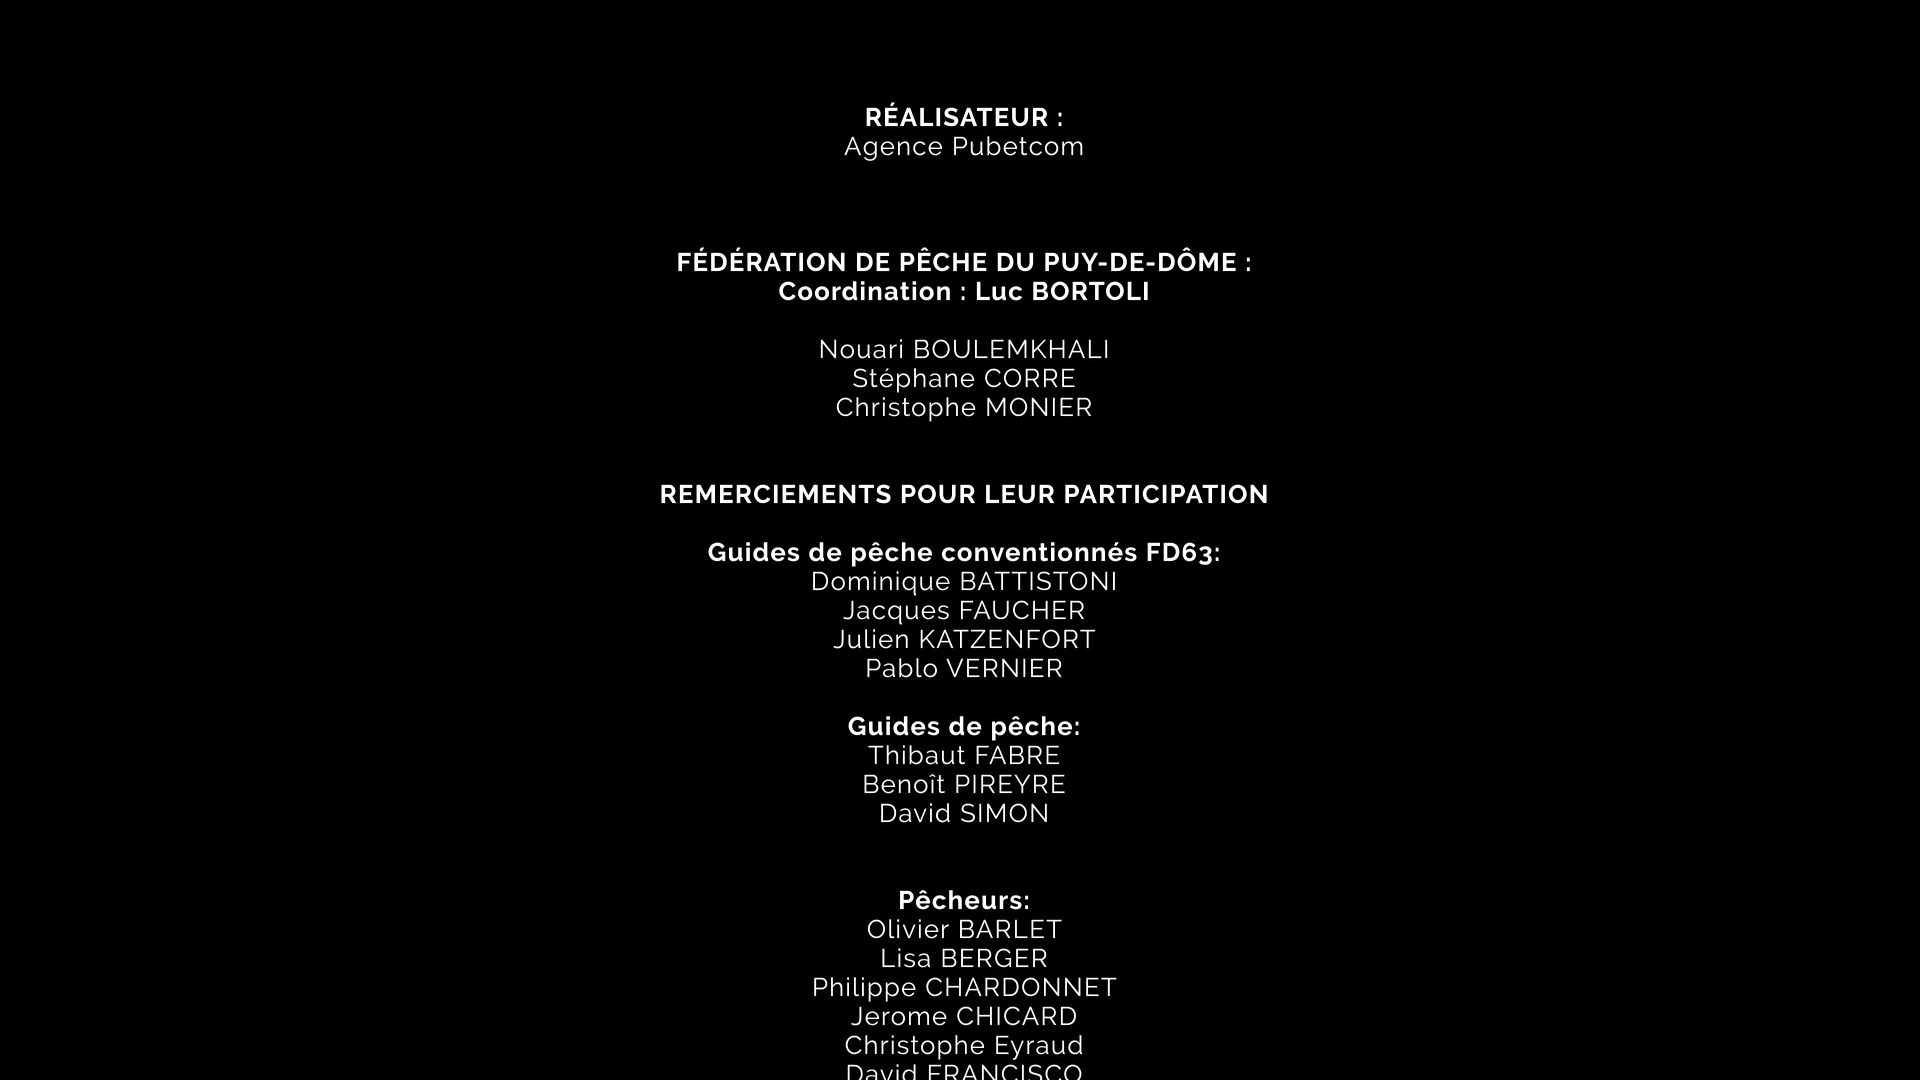 RÉALISATEUR :
Agence Pubetcom
FÉDÉRATION DE PÊCHE DU PUY-DE-DÔME :
Coordination : Luc BORTOLI
Nouari BOULEMKHALI
Stéphane CORRE
Christophe MONIER
REMERCIEMENTS POUR LEUR PARTICIPATION
Guides de pêche conventionnés FD63:
Dominique BATTISTONI
Jacques FAUCHER
Julien KATZENFORT
Pablo VERNIER
Guides de pêche:
Thibaut FABRE
Benoît PIREYRE
David SIMON
Pêcheurs:
Olivier BARLET
Lisa BERGER
Philippe CHARDONNET
Jerome CHICARD
Christophe Eyraud
David FRANCISCO